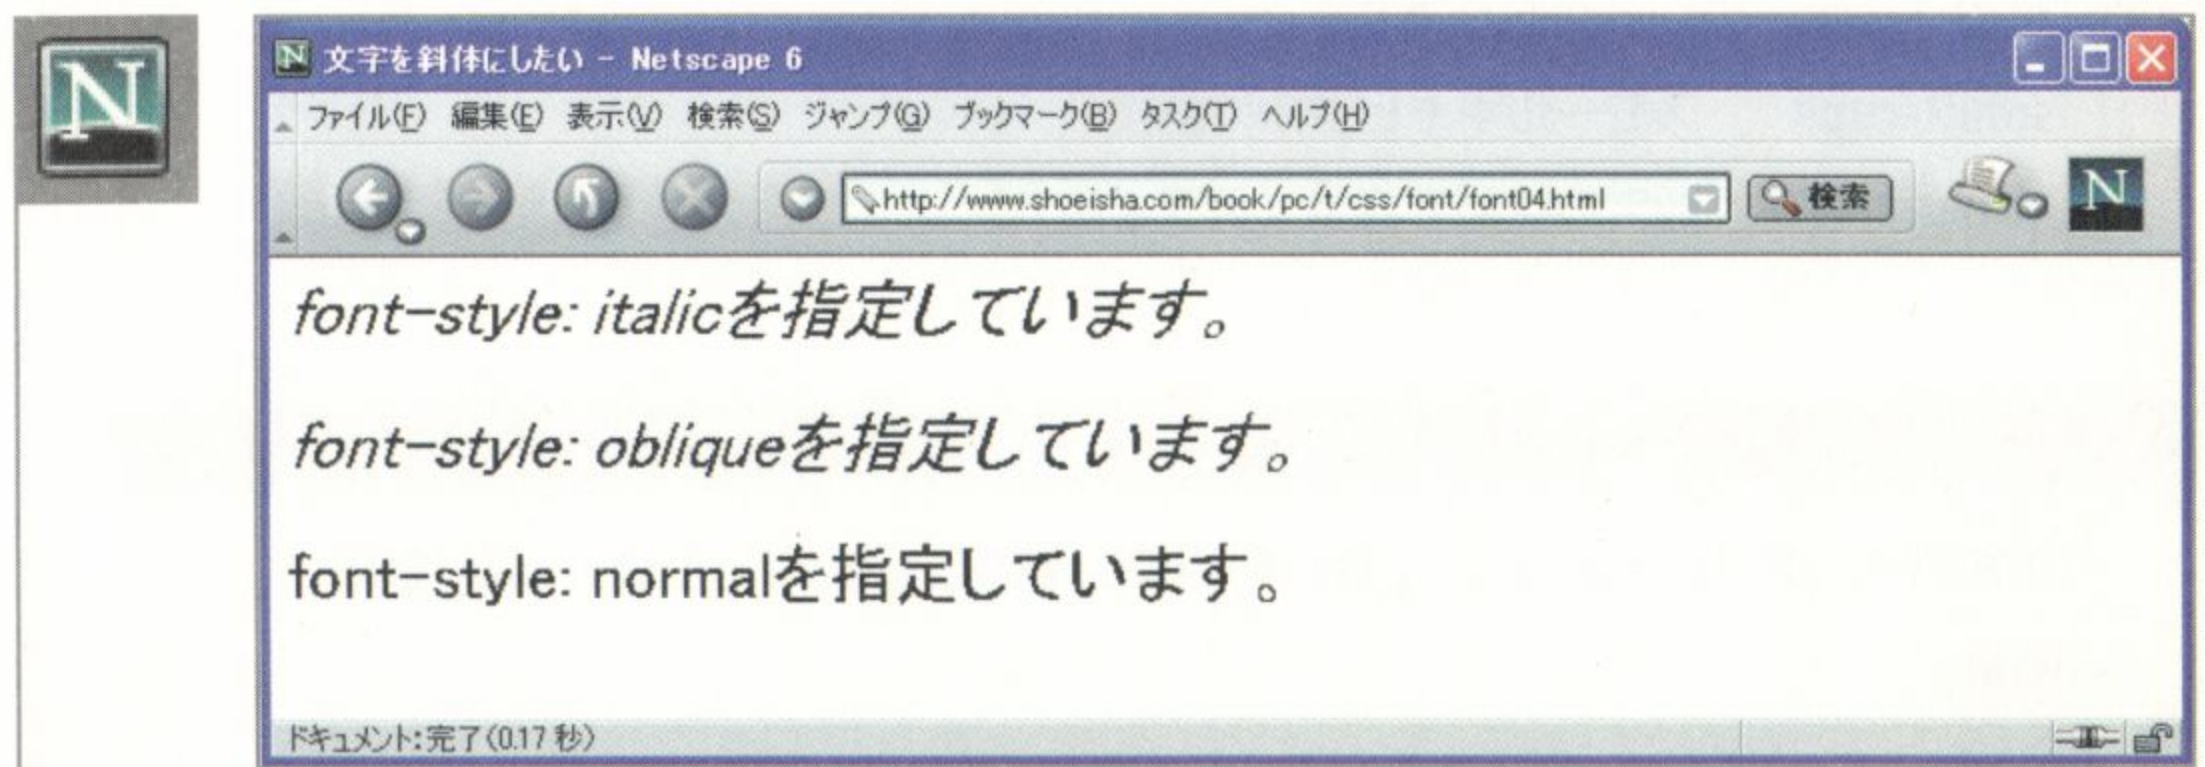 N
文字を斜体にしたい - Netscape 6
ファイル(F) 編集(E) 表示(V) 検索(S) ジャンプ(G) ブックマーク(B) タスク(T) ヘルプ(H)
http://www.shoeisha.com/book/pc/t/css/font/font04.html 検索 N
font-style: italicを指定しています。
font-style: obliqueを指定しています。
font-style: normalを指定しています。
ドキュメント:完了(0.17 秒)